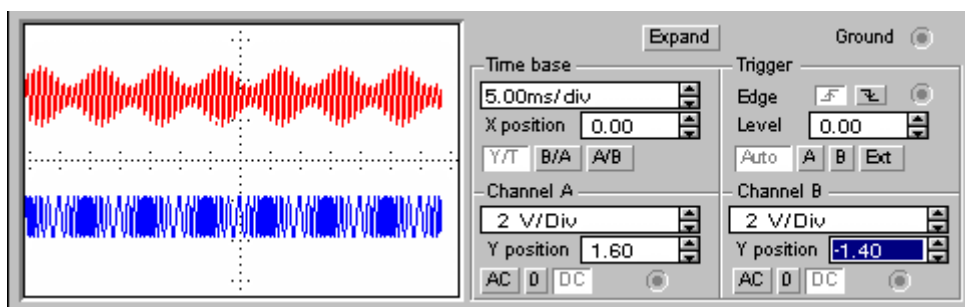 Expand Ground
Time base Trigger
5.00ms/div Edge
X position 0.00 Level 0.00
Y/T B/A A/B Auto A B Ext
Channel A Channel B
2 V/Div 2 V/Div
Y position 1.60 Y position -1.40
AC 0 DC AC 0 DC